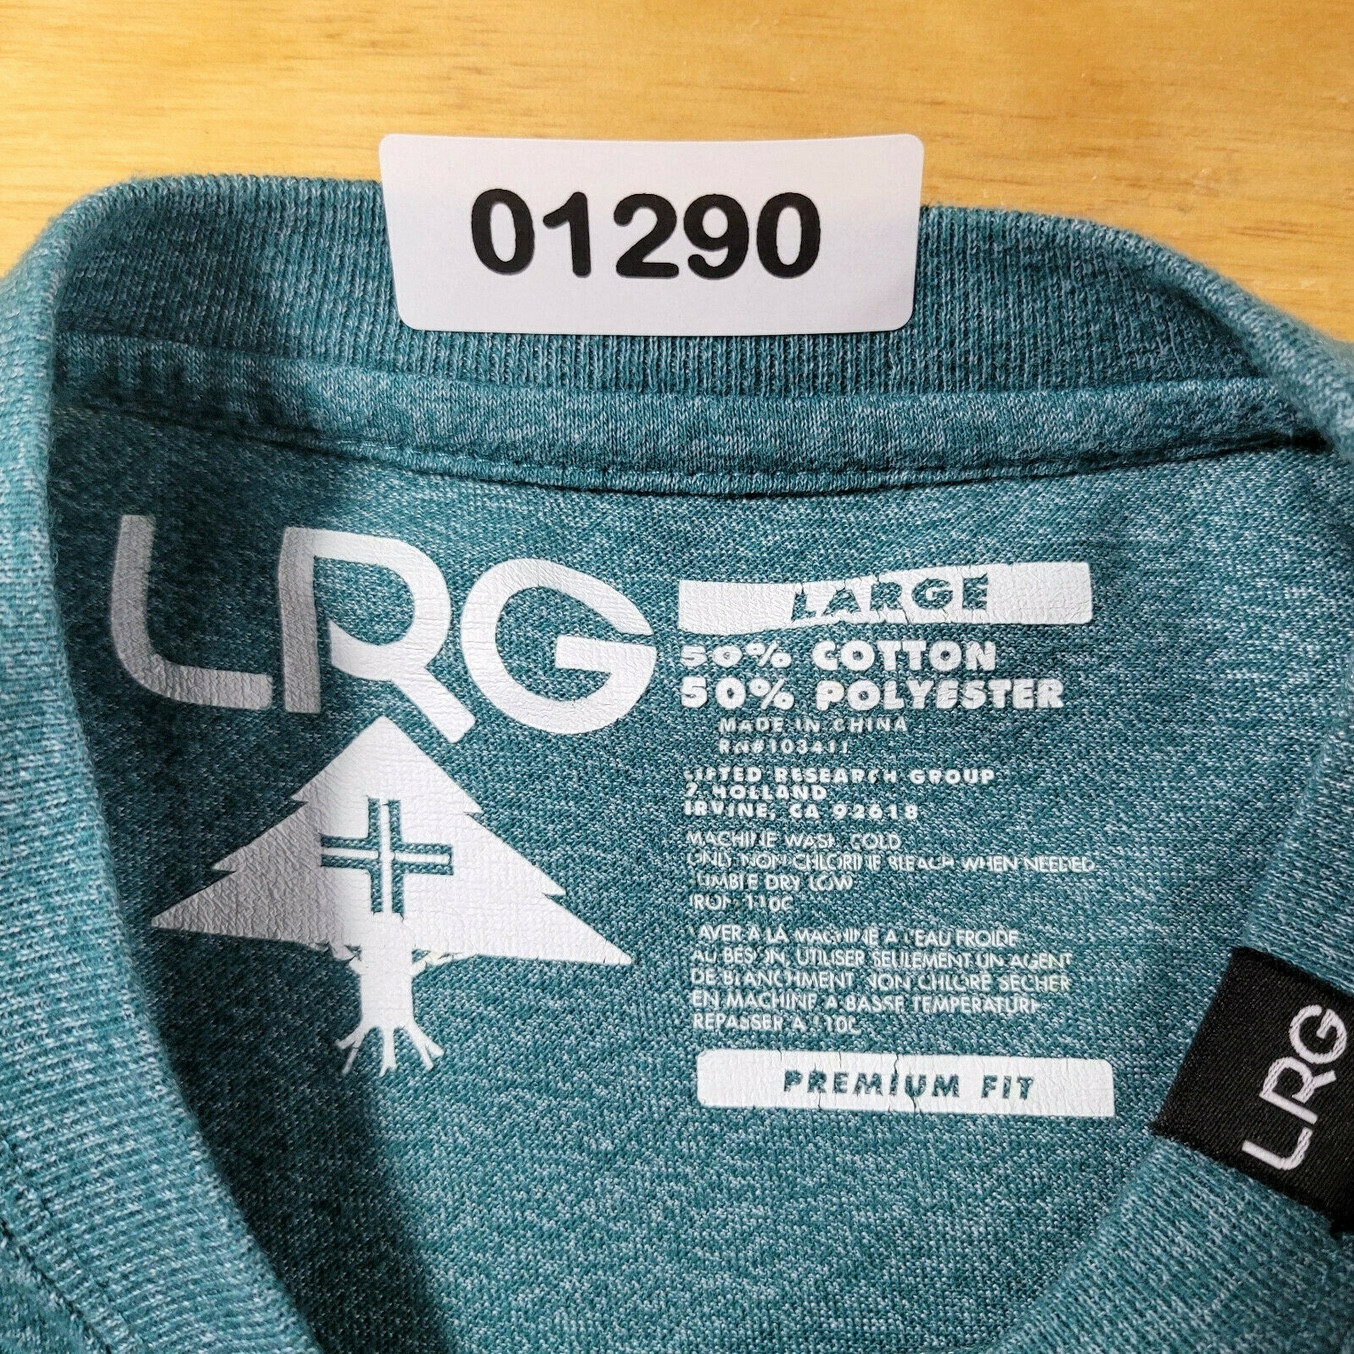 01290
LRG
LARGE
50% COTTON
50% POLYESTER
MADE IN CHINA
RN#103411
LIFTED RESEARCH GROUP
7 HOLLAND
IRVINE, CA 92618
MACHINE WASH COLD
ONLY NON CHLORINE BLEACH WHEN NEEDED
TUMBLE DRY LOW
IRON 110C
LAVER A LA MACHINE A L'EAU FROIDE
AU BESOIN, UTILISER SEULEMENT UN AGENT
DE BLANCHMENT NON CHLORE SECHER
EN MACHINE A BASSE TEMPERATURE
REPASSER A 110C
PREMIUM FIT
LRG